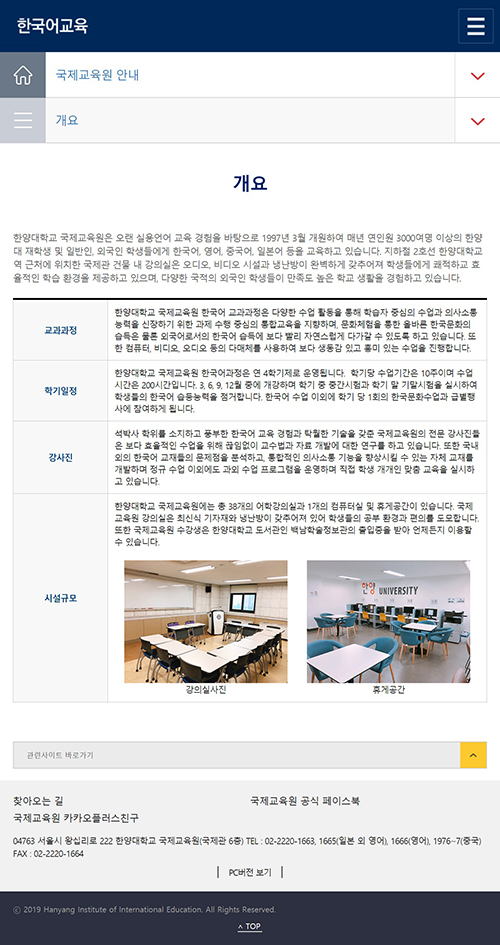 한국어교육
국제교육원 안내
개요
개요
한양대학교 국제교육원은 오랜 실용언어 교육 경험을 바탕으로 1997년 3월 개원하여 매년 연인원 3000여명 이상의 한양
대 재학생 및 일반인, 외국인 학생들에게 한국어, 영어, 중국어, 일본어 등을 교육하고 있습니다. 지하철 2호선 한양대학교
역 근처에 위치한 국제관 건물 내 강의실은 오디오, 비디오 시설과 냉난방이 완벽하게 갖추어져 학생들에게 쾌적하고 효
율적인 학습 환경을 제공하고 있으며, 다양한 국적의 외국인 학생들이 만족도 높은 학교 생활을 경험하고 있습니다.
교과과정
한양대학교 국제교육원 한국어 교과과정은 다양한 수업 활동을 통해 학습자 중심의 수업과 의사소통
능력을 신장하기 위한 과제 수행 중심의 통합교육을 지향하며, 문화체험을 통한 올바른 한국문화의
습득은 물론 외국어로서의 한국어 습득에 보다 빨리 자연스럽게 다가갈 수 있도록 하고 있습니다. 또
한 컴퓨터, 비디오, 오디오 등의 다매체를 사용하여 보다 생동감 있고 흥미 있는 수업을 진행합니다.
학기일정
한양대학교 국제교육원 한국어과정은 연 4학기제로 운영됩니다. 학기당 수업기간은 10주이며 수업
시간은 200시간입니다. 3, 6, 9, 12월 중에 개강하며 학기 중 중간시험과 학기 말 기말시험을 실시하여
학생들의 한국어 습득능력을 점거합니다. 한국어 수업 이외에 학기 당 1회의 한국문화수업과 급별행
사에 참여하게 됩니다.
강사진
석박사 학위를 소지하고 풍부한 한국어 교육 경험과 탁월한 기술을 갖춘 국제교육원의 전문 강사진들
은 보다 효율적인 수업을 위해 끊임없이 교수법과 자료 개발에 대한 연구를 하고 있습니다. 또한 국내
외의 한국어 교재들의 문제점을 분석하고, 통합적인 의사소통 기능을 향상시킬 수 있는 자체 교재를
개발하며 정규 수업 이외에도 과외 수업 프로그램을 운영하며 직접 학생 개개인 맞춤 교육을 실시하
고 있습니다.
시설규모
한양대학교 국제교육원에는 총 38개의 어학강의실과 1개의 컴퓨터실 및 휴게공간이 있습니다. 국제
교육원 강의실은 최신식 기자재와 냉난방이 갖추어져 있어 학생들의 공부 환경과 편의를 도모합니다.
또한 국제교육원 수강생은 한양대학교 도서관인 백남학술정보관의 출입증을 받아 언제든지 이용할
수 있습니다.
한양 UNIVERSITY
강의실사진
휴게공간
관련사이트 바로가기
찾아오는 길
국제교육원 공식 페이스북
국제교육원 카카오플러스친구
04763 서울시 왕십리로 222 한양대학교 국제교육원(국제관 6층) TEL : 02-2220-1663, 1665(일본 외 영어), 1666(영어), 1976~7(중국)
FAX : 02-2220-1664
PC버전 보기
ⓒ 2019 Hanyang Institute of International Education. All Rights Reserved.
^ TOP